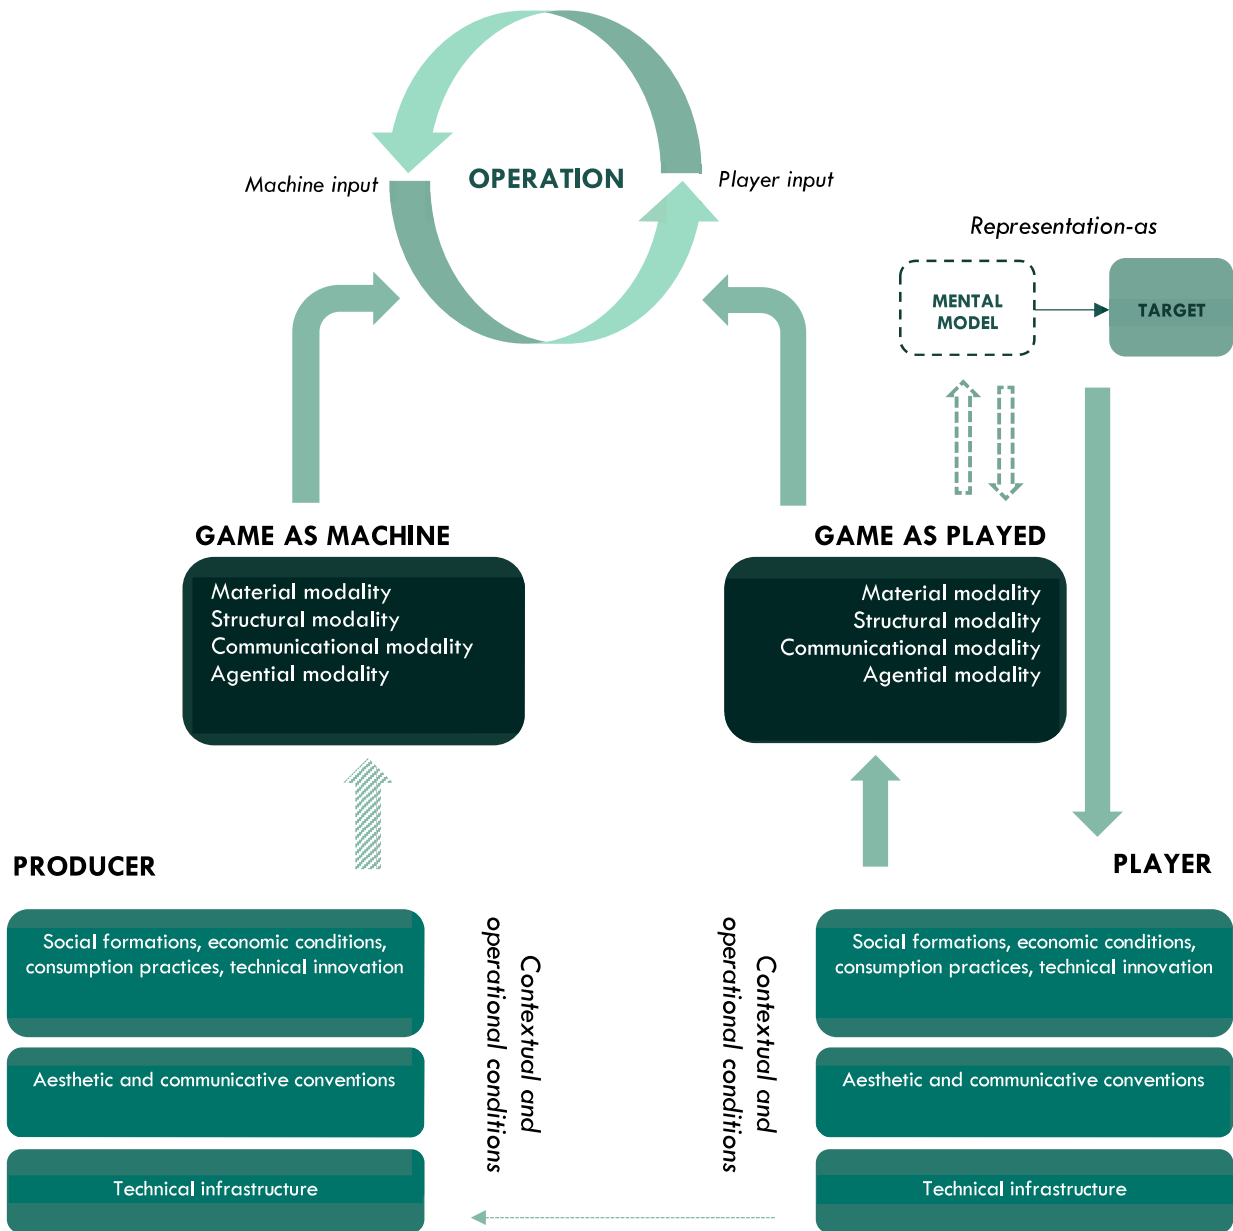 Machine input
OPERATION
Player input
Representation-as
MENTAL
MODEL
TARGET
GAME AS MACHINE
Material modality
Structural modality
Communicational modality
Agential modality
GAME AS PLAYED
Material modality
Structural modality
Communicational modality
Agential modality
PRODUCER
Social formations, economic conditions,
consumption practices, technical innovation
Aesthetic and communicative conventions
Technical infrastructure
Contextual and
operational conditions
Contextual and
operational conditions
PLAYER
Social formations, economic conditions,
consumption practices, technical innovation
Aesthetic and communicative conventions
Technical infrastructure